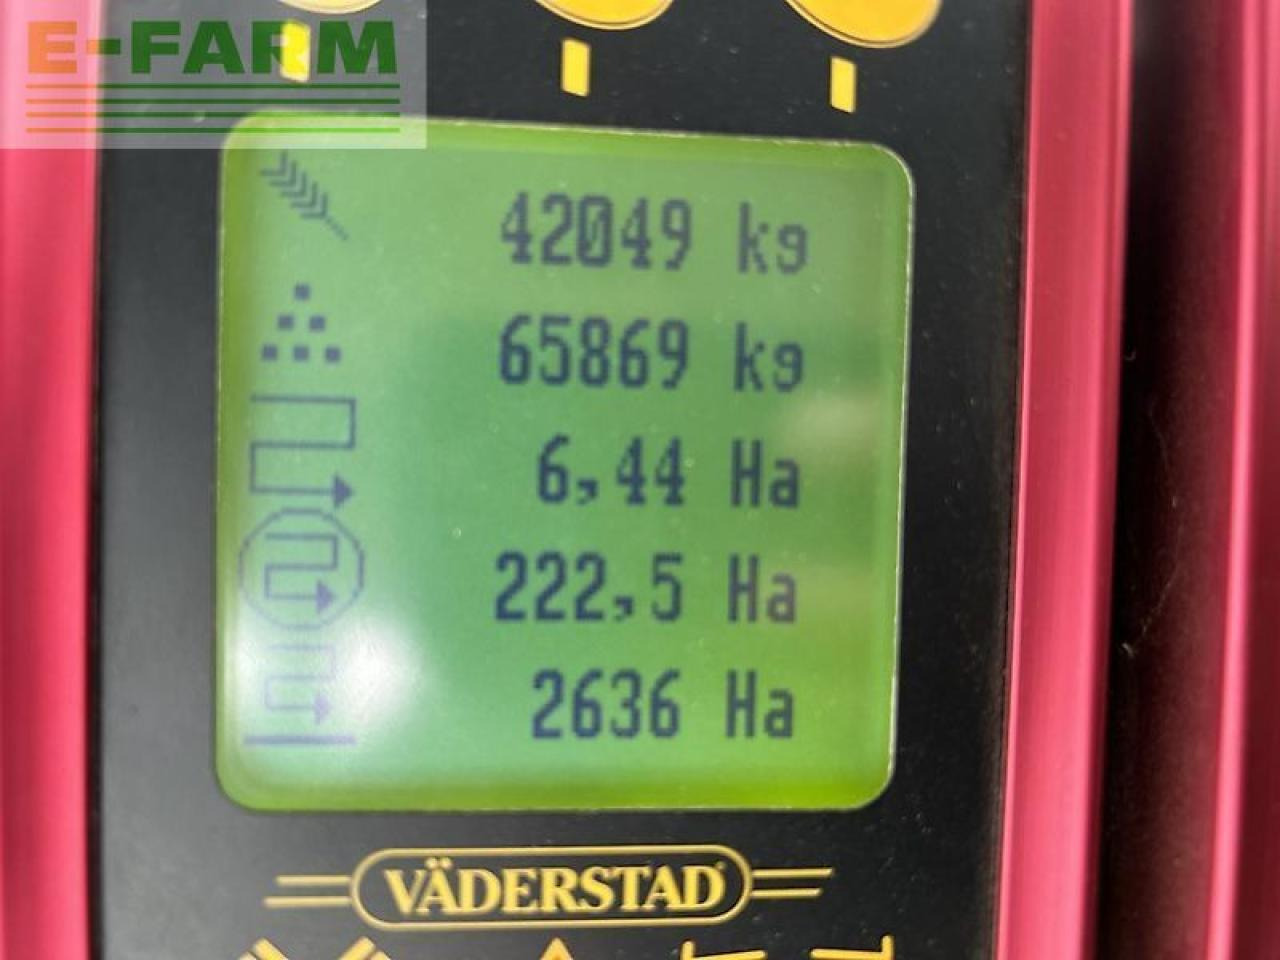 E-FARM
42049 kg
65869 kg
6,44 Ha
222,5 Ha
2636 Ha
VÄDERSTAD